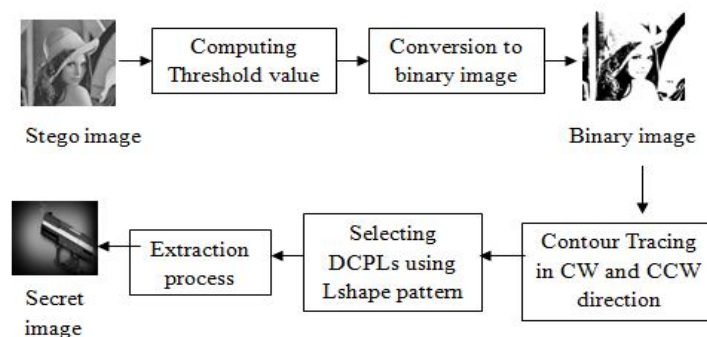 Computing
Threshold value
Conversion to
binary image
Stego image
Binary image
Contour Tracing
in CW and CCW
direction
Selecting
DCPLs using
Lshape pattern
Extraction
process
Secret
image